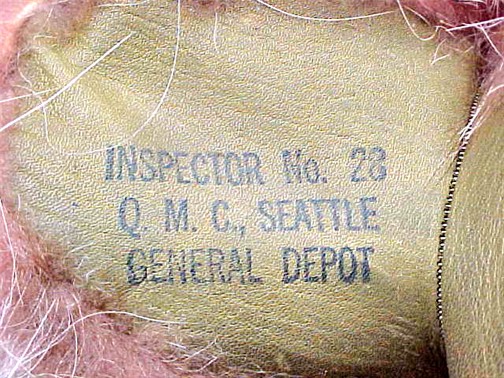 INSPECTOR No. 28
Q. M. C., SEATTLE
GENERAL DEPOT